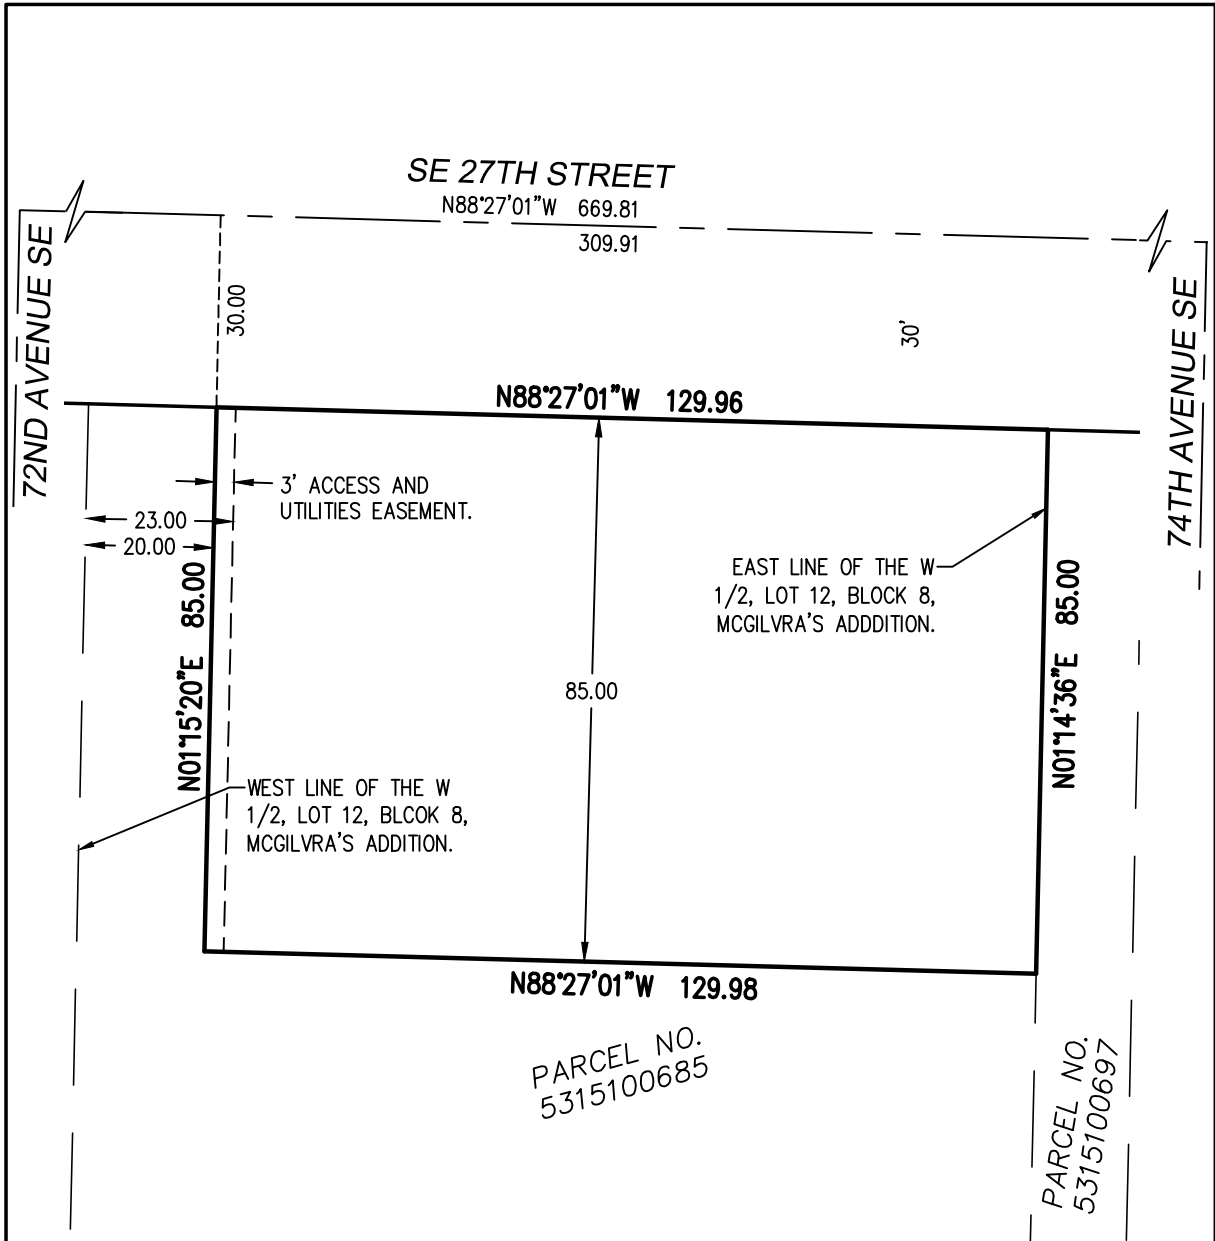 SE 27TH STREET
N88°27'01"W 669.81
309.91
72ND AVENUE SE
30.00
30'
74TH AVENUE SE
N88°27'01"W 129.96
3' ACCESS AND
UTILITIES EASEMENT.
23.00
20.00
N01°15'20"E 85.00
EAST LINE OF THE W
1/2, LOT 12, BLOCK 8,
MCGILVRA'S ADDDITION.
N01°14'36"E 85.00
85.00
WEST LINE OF THE W
1/2, LOT 12, BLCOK 8,
MCGILVRA'S ADDITION.
N88°27'01"W 129.98
PARCEL NO.
5315100685
PARCEL NO.
5315100697